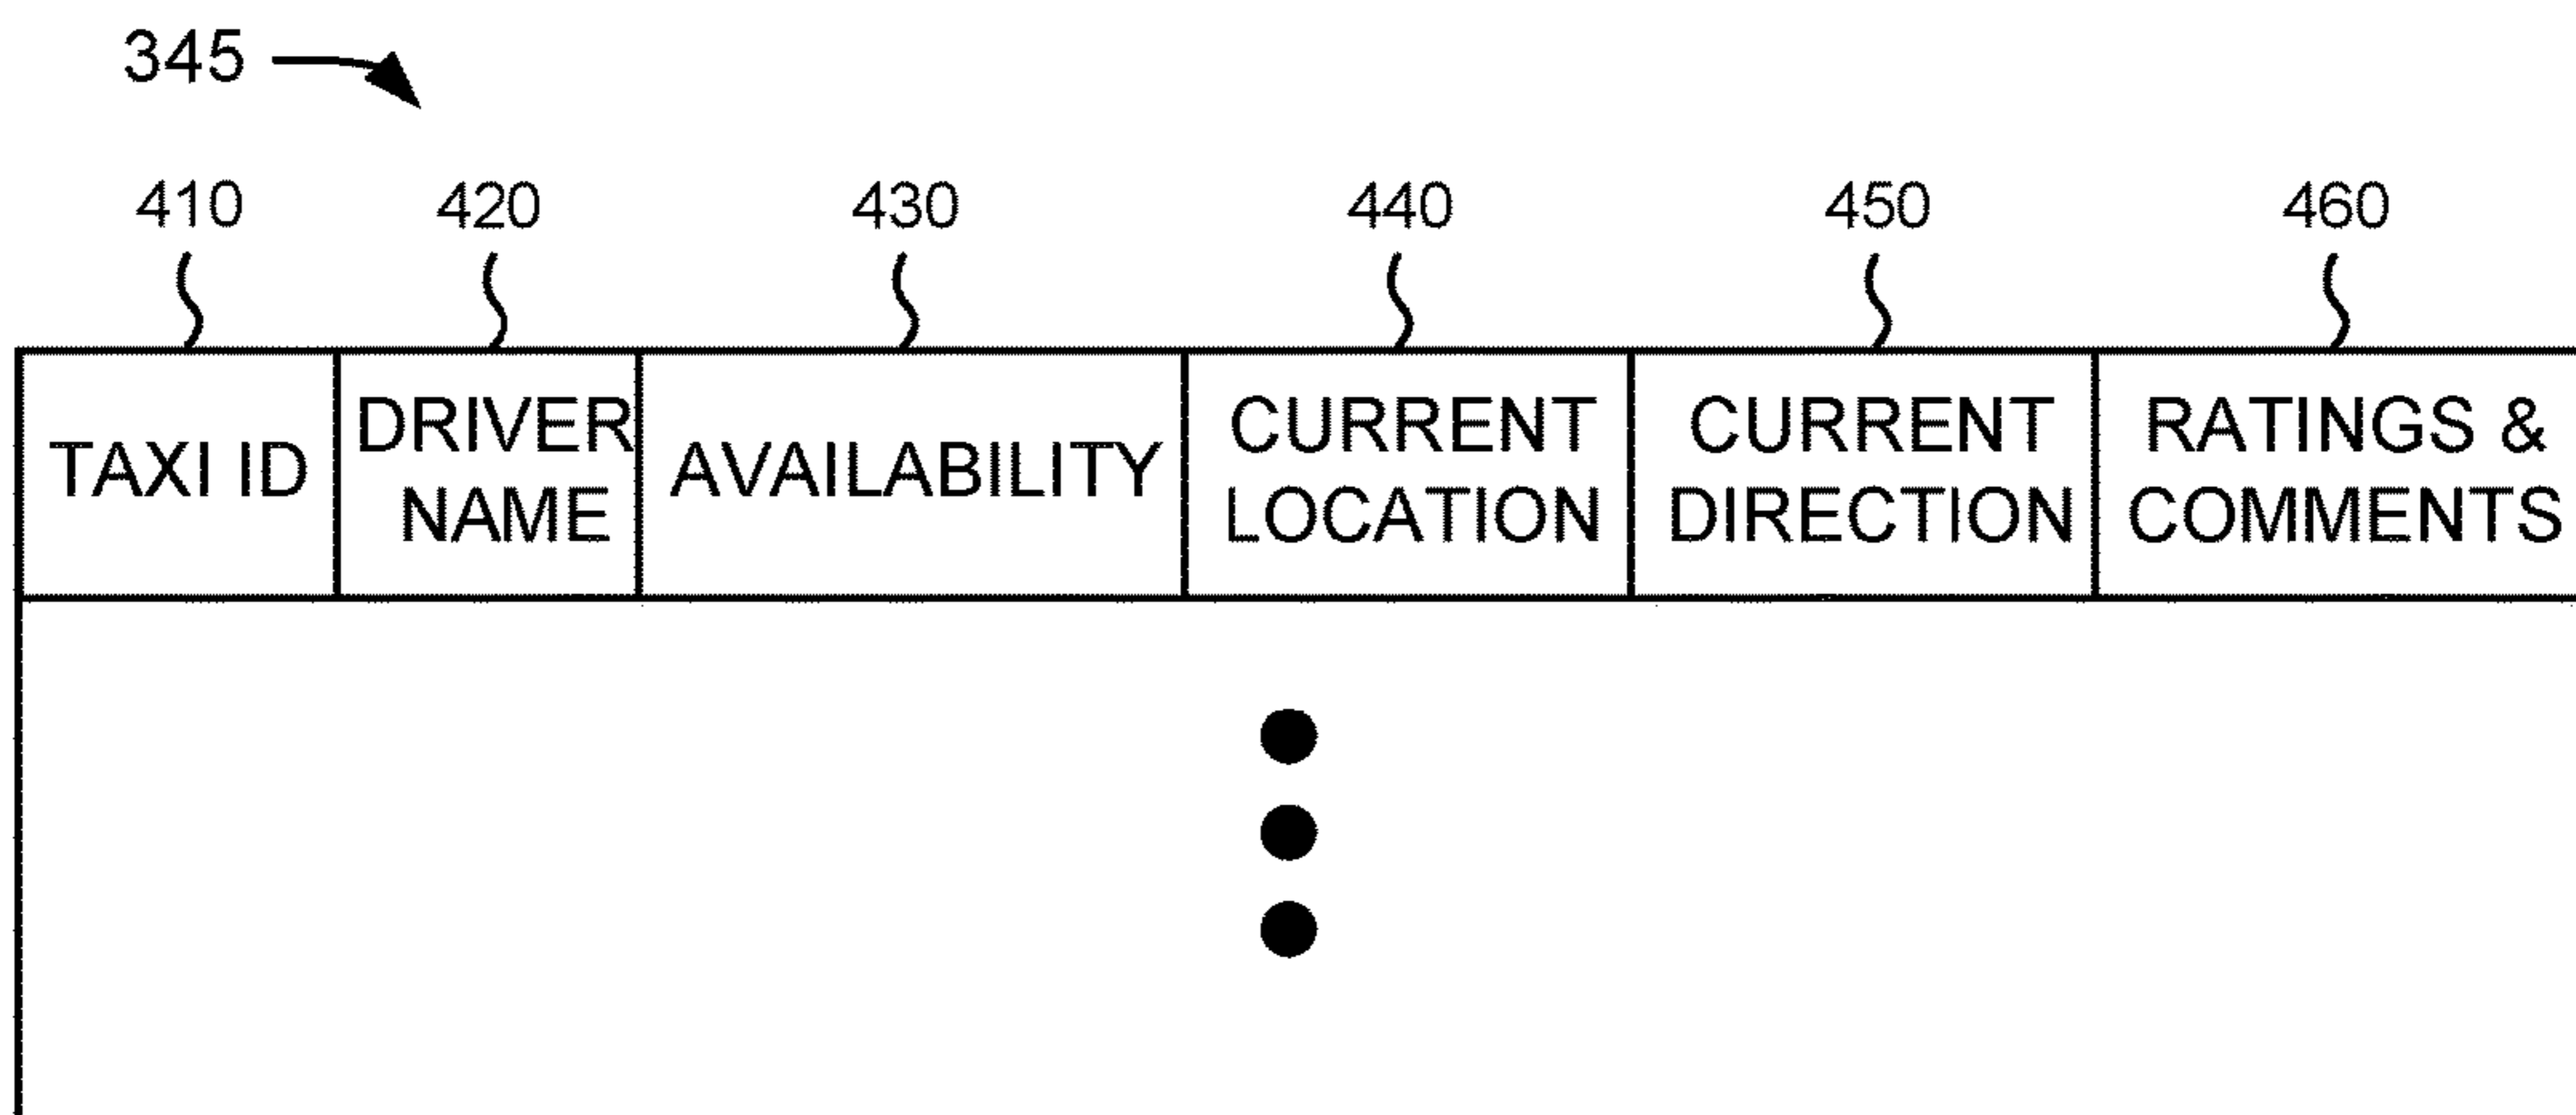 345
410 420 430 440 450 460
TAXI ID
DRIVER
NAME
AVAILABILITY
CURRENT
LOCATION
CURRENT
DIRECTION
RATINGS &
COMMENTS